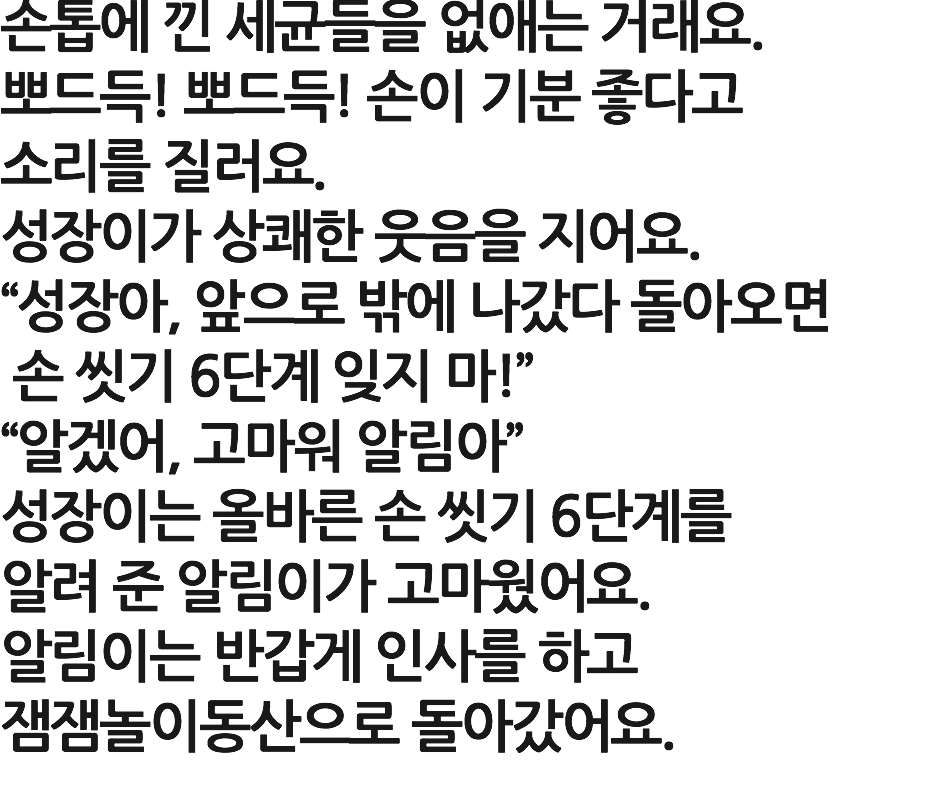 손톱에 낀 세균들을 없애는 거래요.
뽀드득! 뽀드득! 손이 기분 좋다고
소리를 질러요.
성장이가 상쾌한 웃음을 지어요.
“성장아, 앞으로 밖에 나갔다 돌아오면
손 씻기 6단계 잊지 마!”
“알겠어, 고마워 알림아”
성장이는 올바른 손 씻기 6단계를
알려 준 알림이가 고마웠어요.
알림이는 반갑게 인사를 하고
잼잼놀이동산으로 돌아갔어요.